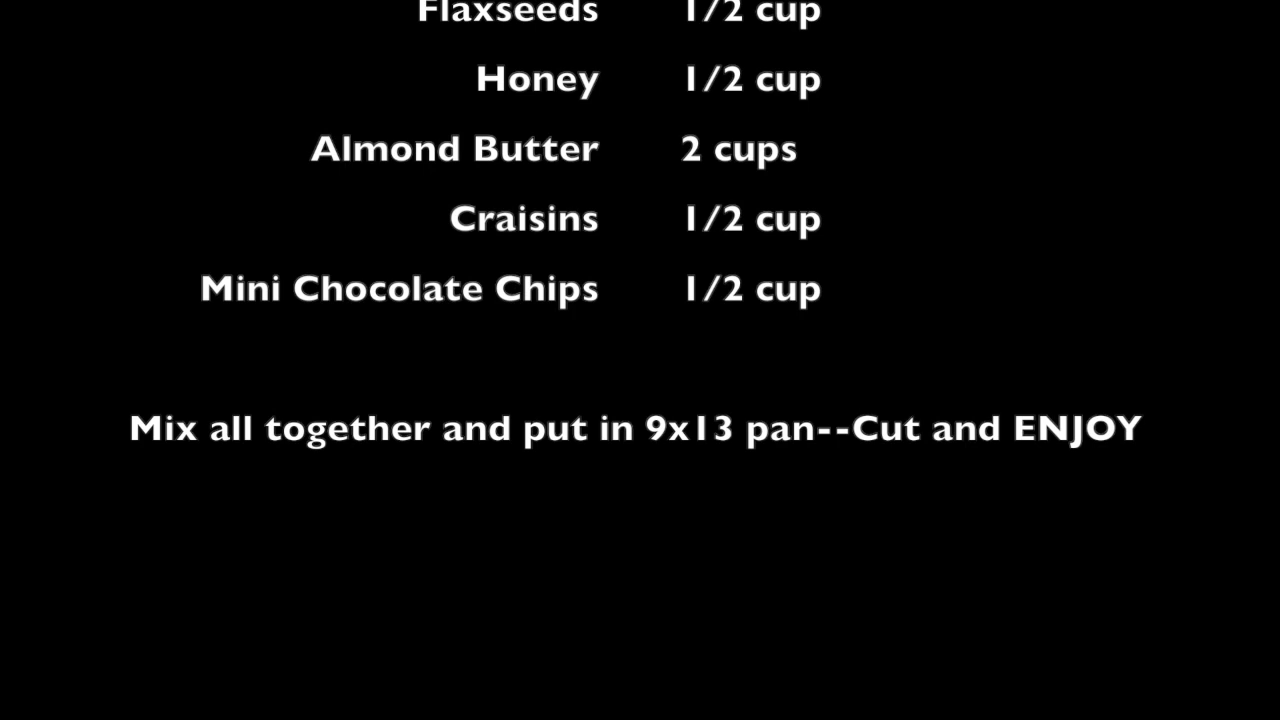 Flaxseeds 1/2 cup
Honey 1/2 cup
Almond Butter 2 cups
Craisins 1/2 cup
Mini Chocolate Chips 1/2 cup
Mix all together and put in 9x13 pan--Cut and ENJOY